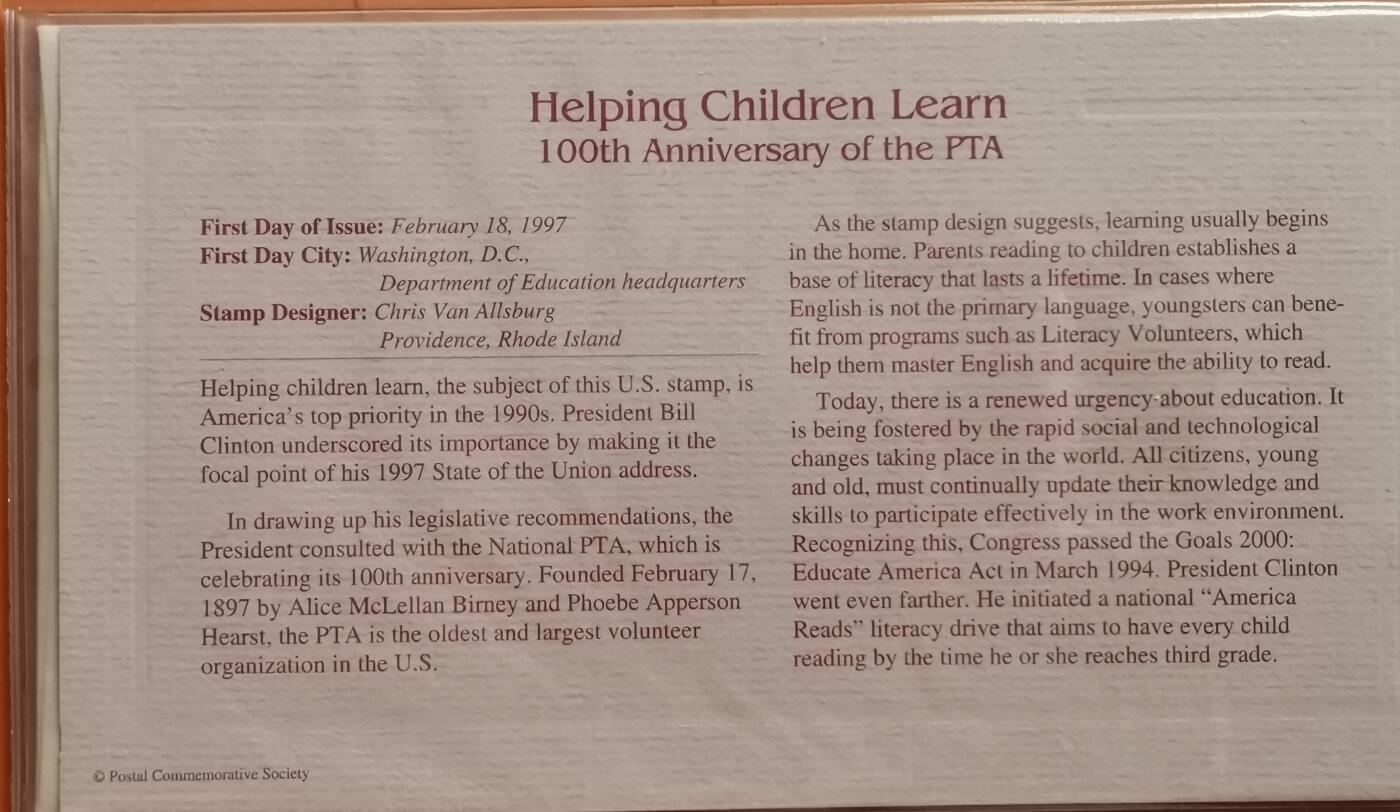 Helping Children Learn
100th Anniversary of the PTA
First Day of Issue: February 18, 1997
First Day City: Washington, D.C.,
Department of Education headquarters
Stamp Designer: Chris Van Allsburg
Providence, Rhode Island
Helping children learn, the subject of this U.S. stamp, is
America's top priority in the 1990s. President Bill
Clinton underscored its importance by making it the
focal point of his 1997 State of the Union address.
In drawing up his legislative recommendations, the
President consulted with the National PTA, which is
celebrating its 100th anniversary. Founded February 17,
1897 by Alice McLellan Birney and Phoebe Apperson
Hearst, the PTA is the oldest and largest volunteer
organization in the U.S.
As the stamp design suggests, learning usually begins
in the home. Parents reading to children establishes a
base of literacy that lasts a lifetime. In cases where
English is not the primary language, youngsters can bene-
fit from programs such as Literacy Volunteers, which
help them master English and acquire the ability to read.
Today, there is a renewed urgency about education. It
is being fostered by the rapid social and technological
changes taking place in the world. All citizens, young
and old, must continually update their knowledge and
skills to participate effectively in the work environment.
Recognizing this, Congress passed the Goals 2000:
Educate America Act in March 1994. President Clinton
went even farther. He initiated a national “America
Reads” literacy drive that aims to have every child
reading by the time he or she reaches third grade.
© Postal Commemorative Society